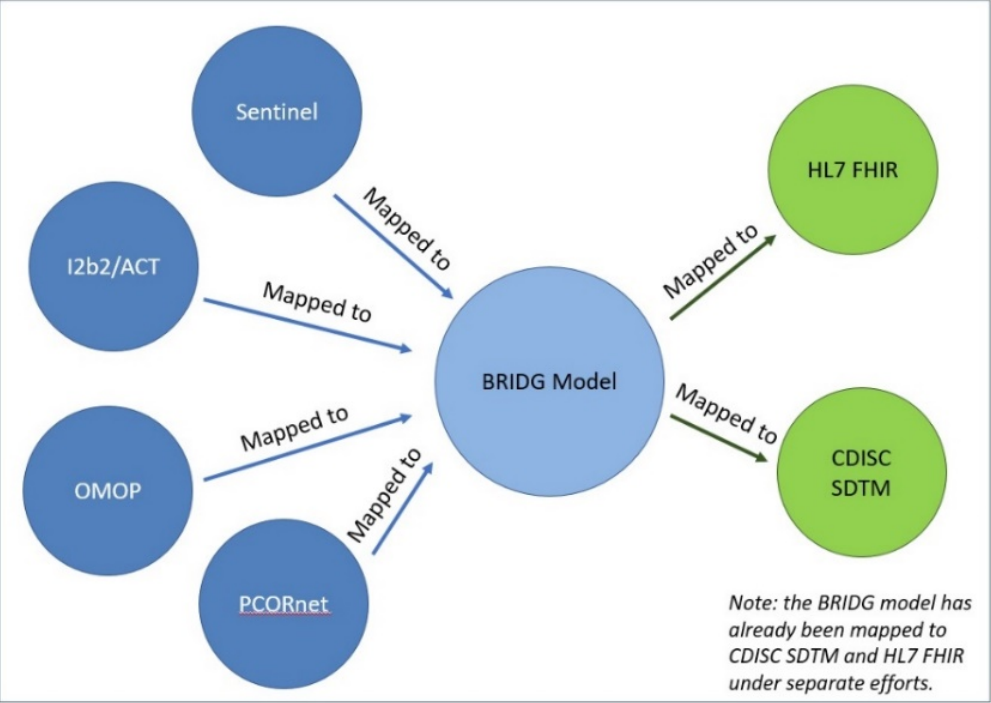 Sentinel
Mapped to
I2b2/ACT
Mapped to
OMOP
Mapped to
PCORnet
Mapped to
BRIDG Model
Mapped to
HL7 FHIR
Mapped to
CDISC
SDTM
Note: the BRIDG model has
already been mapped to
CDISC SDTM and HL7 FHIR
under separate efforts.